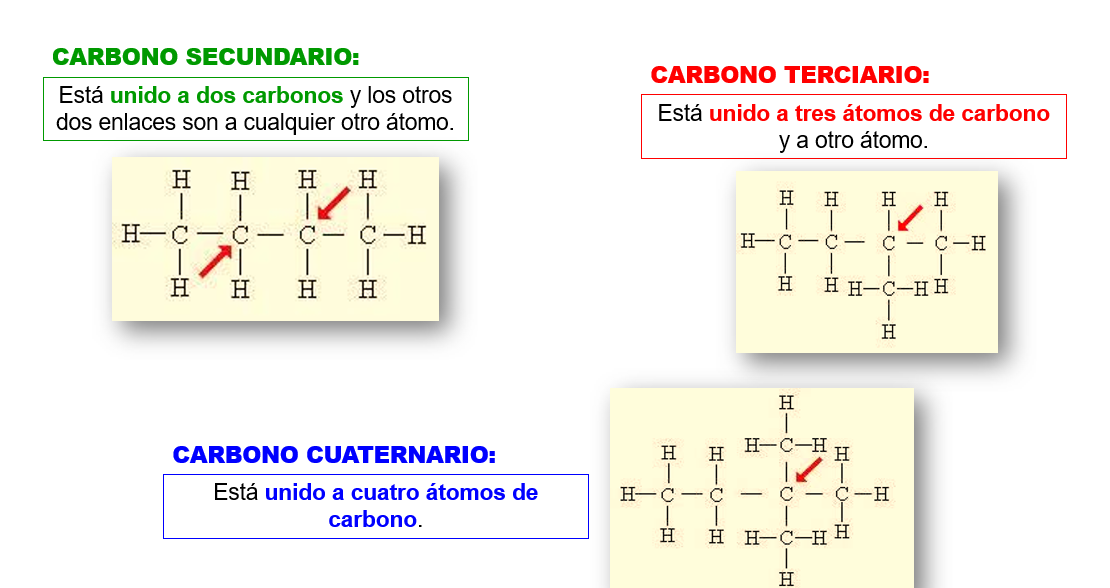 CARBONO SECUNDARIO:
Está unido a dos carbonos y los otros
dos enlaces son a cualquier otro átomo.
H H H H
H—C—C—C—C—H
H H H H
CARBONO TERCIARIO:
Está unido a tres átomos de carbono
y a otro átomo.
H H H H
H—C—C—C—C—H
H H H—C—H H
H
CARBONO CUATERNARIO:
Está unido a cuatro átomos de
carbono.
H
H—C—H
H H H
H—C—C—C—C—H
H H H—C—H H
H